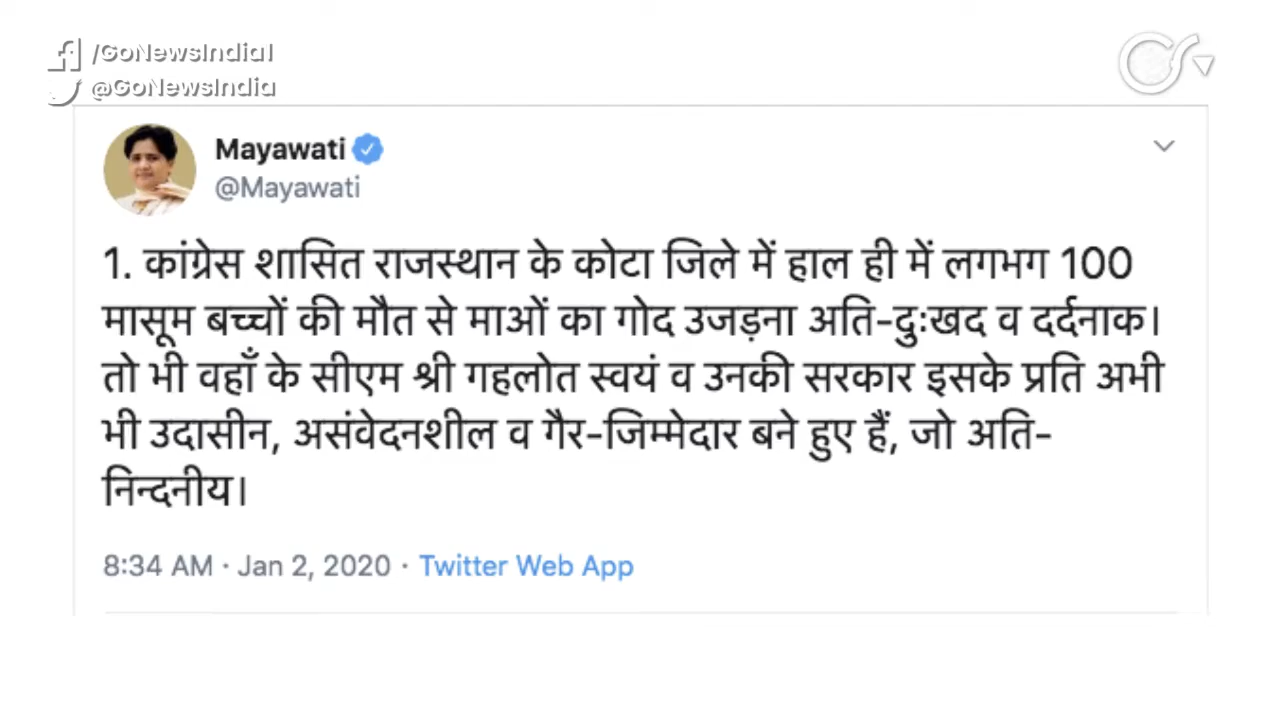 /GoNewsIndia1
@GoNewsIndia
Mayawati
@Mayawati
1. कांग्रेस शासित राजस्थान के कोटा जिले में हाल ही में लगभग 100
मासूम बच्चों की मौत से माओं का गोद उजड़ना अति-दुःखद व दर्दनाक।
तो भी वहाँ के सीएम श्री गहलोत स्वयं व उनकी सरकार इसके प्रति अभी
भी उदासीन, असंवेदनशील व गैर-जिम्मेदार बने हुए हैं, जो अति-
निन्दनीय।
8:34 AM · Jan 2, 2020 · Twitter Web App